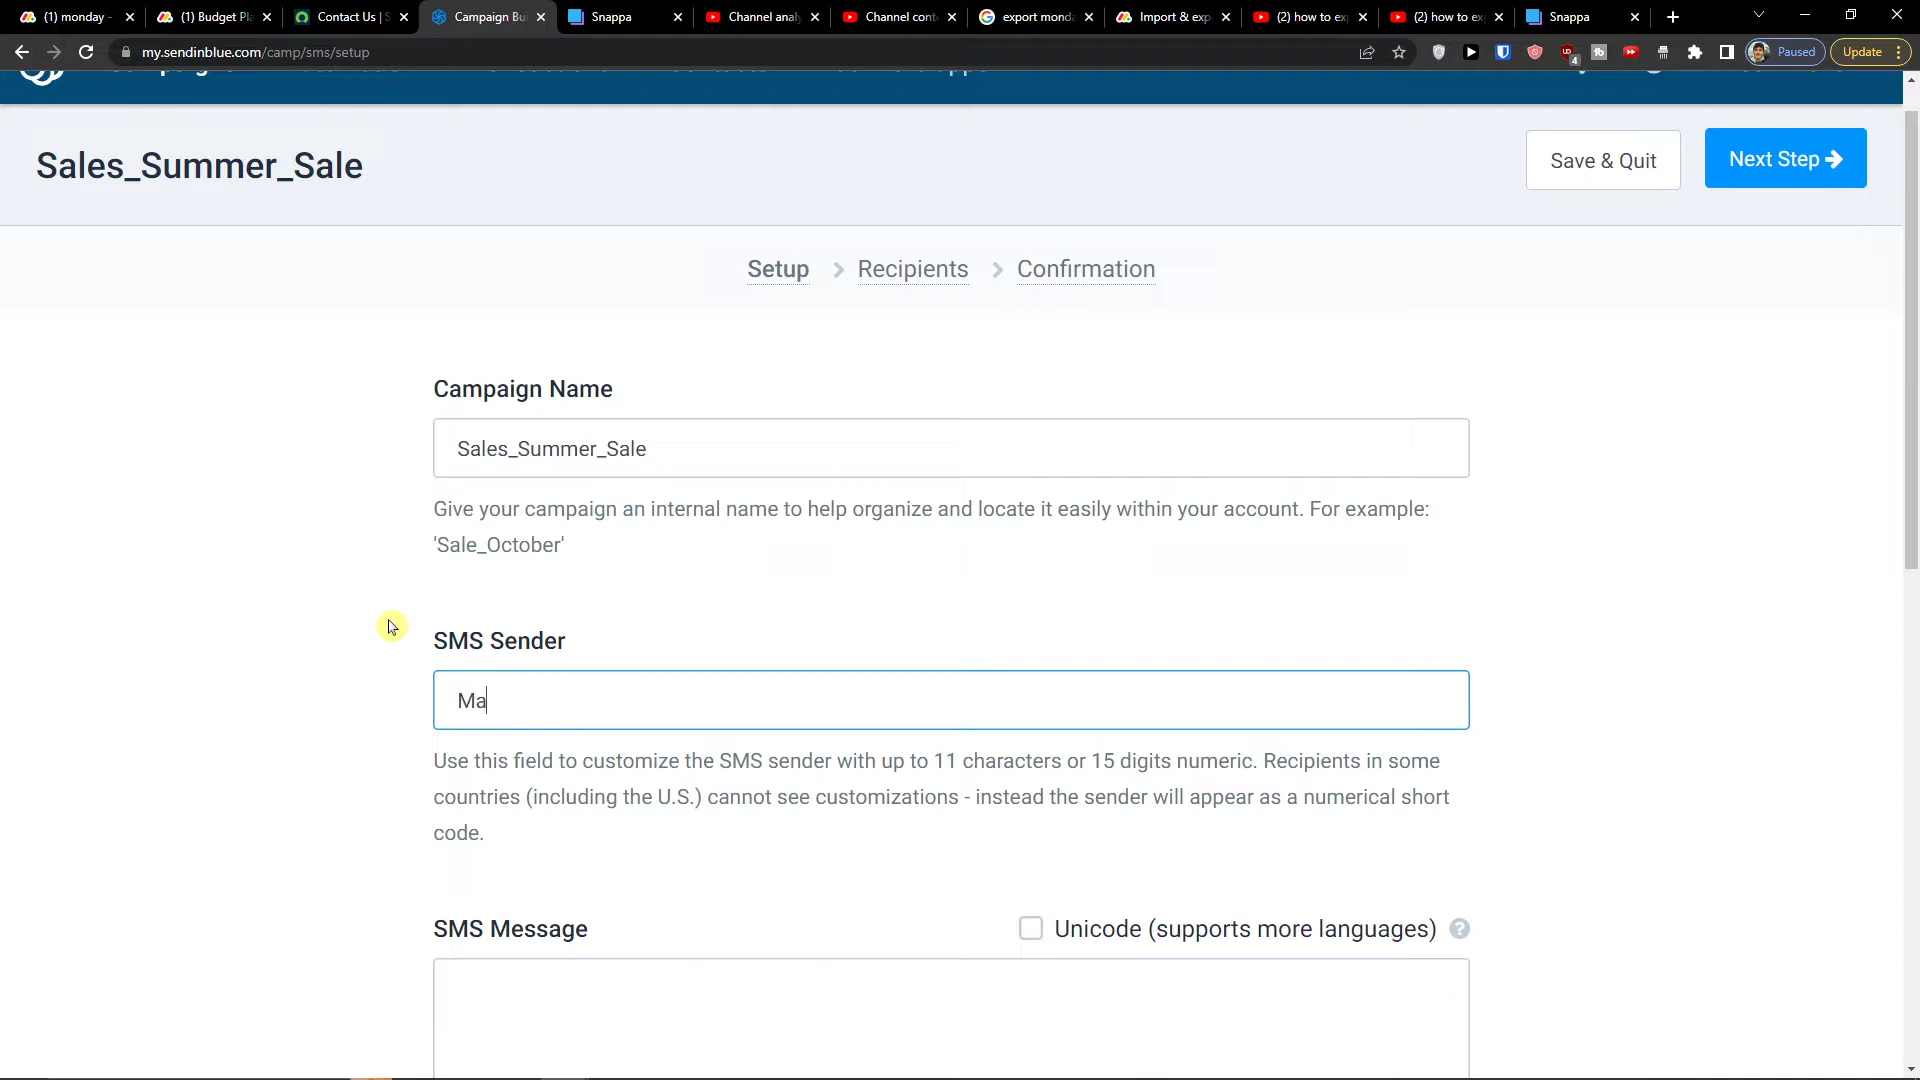 (1) monday -
(1) Budget Pla
Contact Us | S
Campaign Bui
Snappa
Channel analy
Channel cont
export monda
Import & exp
(2) how to ex
(2) how to ex
Snappa
my.sendinblue.com/camp/sms/setup
4
Paused
Update
Sales_Summer_Sale
Save & Quit
Next Step
Setup
Recipients
Confirmation
Campaign Name
Sales_Summer_Sale
Give your campaign an internal name to help organize and locate it easily within your account. For example:
'Sale_October'
SMS Sender
Ma
Use this field to customize the SMS sender with up to 11 characters or 15 digits numeric. Recipients in some
countries (including the U.S.) cannot see customizations - instead the sender will appear as a numerical short
code.
SMS Message
Unicode (supports more languages) ?